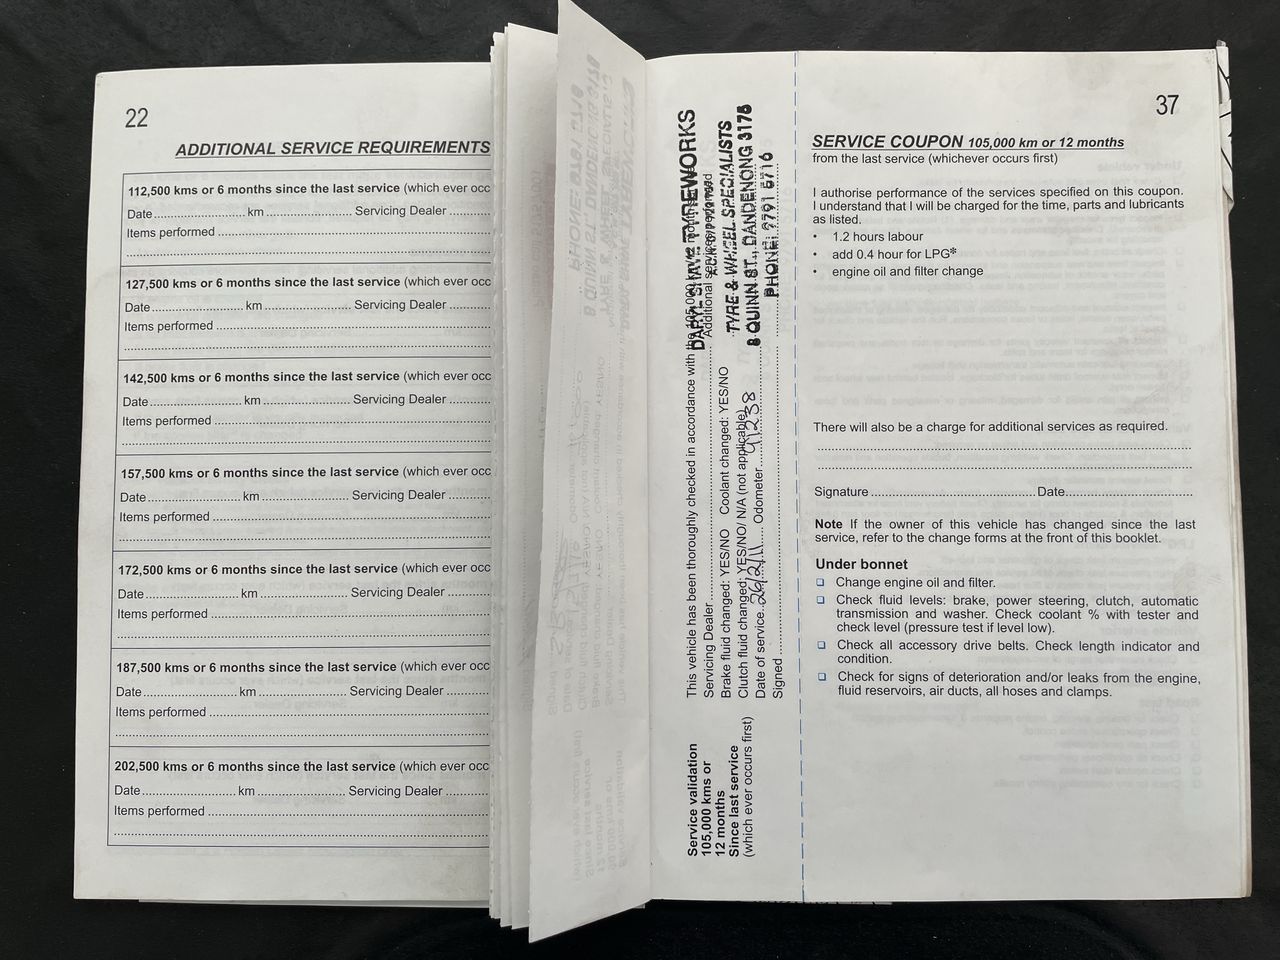 22
ADDITIONAL SERVICE REQUIREMENTS
112,500 kms or 6 months since the last service (which ever occ
Date.......... km .......... Servicing Dealer ..........
Items performed ..........
127,500 kms or 6 months since the last service (which ever occ
Date.......... km .......... Servicing Dealer ..........
Items performed ..........
142,500 kms or 6 months since the last service (which ever occ
Date.......... km .......... Servicing Dealer ..........
Items performed ..........
157,500 kms or 6 months since the last service (which ever occ
Date.......... km .......... Servicing Dealer ..........
Items performed ..........
172,500 kms or 6 months since the last service (which ever occ
Date.......... km .......... Servicing Dealer ..........
Items performed ..........
187,500 kms or 6 months since the last service (which ever occ
Date.......... km .......... Servicing Dealer ..........
Items performed ..........
202,500 kms or 6 months since the last service (which ever occ
Date.......... km .......... Servicing Dealer ..........
Items performed ..........
Service validation
105,000 kms or
12 months
Since last service
(which ever occurs first)
This vehicle has been thoroughly checked in accordance with the 105,000
Servicing Dealer .......... Additional
Brake fluid changed: YES/NO Coolant changed: YES/NO
Clutch fluid changed: YES/NO/ N/A (not applicable)
Date of service 26/2/11 Odometer 91238
Signed ..........
TYREWORKS
TYRE & WHEEL SPECIALISTS
8 QUINN ST., DANDENONG 3175
PHONE: 9791 6716
37
SERVICE COUPON 105,000 km or 12 months
from the last service (whichever occurs first)
I authorise performance of the services specified on this coupon.
I understand that I will be charged for the time, parts and lubricants
as listed.
• 1.2 hours labour
• add 0.4 hour for LPG*
• engine oil and filter change
There will also be a charge for additional services as required.
Signature .......... Date..........
Note If the owner of this vehicle has changed since the last
service, refer to the change forms at the front of this booklet.
Under bonnet
❑ Change engine oil and filter.
❑ Check fluid levels: brake, power steering, clutch, automatic
transmission and washer. Check coolant % with tester and
check level (pressure test if level low).
❑ Check all accessory drive belts. Check length indicator and
condition.
❑ Check for signs of deterioration and/or leaks from the engine,
fluid reservoirs, air ducts, all hoses and clamps.